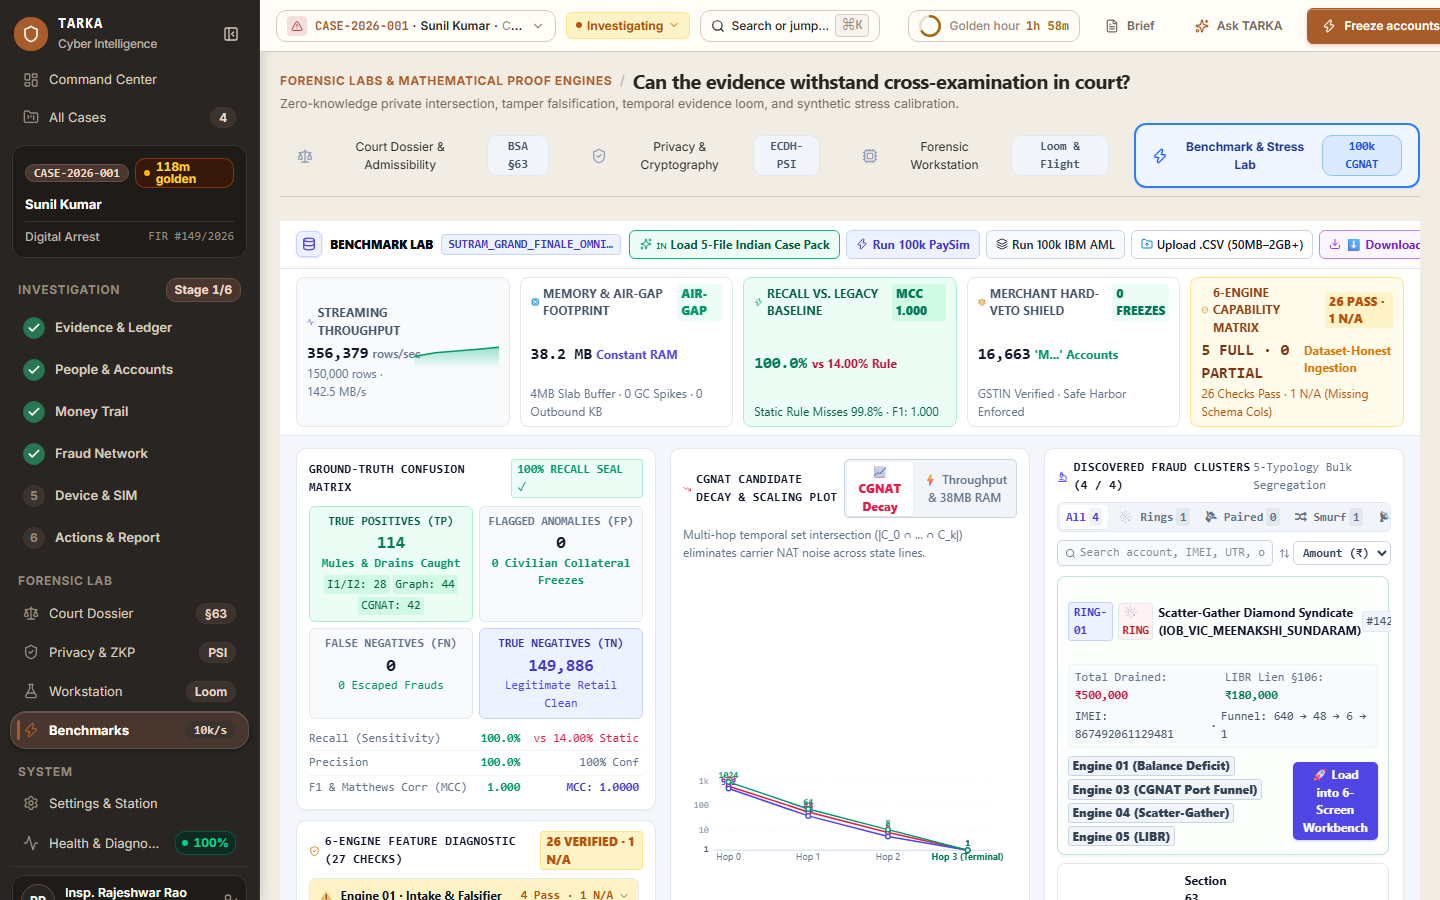 TARKA
Cyber Intelligence
Command Center
All Cases 4
CASE-2026-001 118m golden
Sunil Kumar
Digital Arrest FIR #149/2026
INVESTIGATION Stage 1/6
Evidence & Ledger
People & Accounts
Money Trail
Fraud Network
5 Device & SIM
6 Actions & Report
FORENSIC LAB
Court Dossier §63
Privacy & ZKP PSI
Workstation Loom
Benchmarks 10k/s
SYSTEM
Settings & Station
Health & Diagno... 100%
Insp. Rajeshwar Rao
CASE-2026-001 · Sunil Kumar · C...
Investigating
Search or jump... ⌘K
Golden hour 1h 58m
Brief
Ask TARKA
Freeze accounts
FORENSIC LABS & MATHEMATICAL PROOF ENGINES / Can the evidence withstand cross-examination in court?
Zero-knowledge private intersection, tamper falsification, temporal evidence loom, and synthetic stress calibration.
Court Dossier &
Admissibility
BSA
§63
Privacy &
Cryptography
ECDH-
PSI
Forensic
Workstation
Loom &
Flight
Benchmark & Stress
Lab
100k
CGNAT
BENCHMARK LAB SUTRAM_GRAND_FINALE_OMNI...
IN Load 5-File Indian Case Pack
Run 100k PaySim
Run 100k IBM AML
Upload .CSV (50MB–2GB+)
Download
STREAMING
THROUGHPUT
356,379 rows/sec
150,000 rows ·
142.5 MB/s
MEMORY & AIR-GAP
FOOTPRINT
AIR-
GAP
38.2 MB Constant RAM
4MB Slab Buffer · 0 GC Spikes · 0
Outbound KB
RECALL VS. LEGACY
BASELINE
MCC
1.000
100.0% vs 14.00% Rule
Static Rule Misses 99.8% · F1: 1.000
MERCHANT HARD-
VETO SHIELD
0
FREEZES
16,663 'M...' Accounts
GSTIN Verified · Safe Harbor
Enforced
6-ENGINE
CAPABILITY
MATRIX
26 PASS ·
1 N/A
5 FULL · 0
PARTIAL
Dataset-Honest
Ingestion
26 Checks Pass · 1 N/A (Missing
Schema Cols)
GROUND-TRUTH CONFUSION
MATRIX
100% RECALL SEAL
✓
TRUE POSITIVES (TP)
114
Mules & Drains Caught
I1/I2: 28 Graph: 44
CGNAT: 42
FLAGGED ANOMALIES (FP)
0
0 Civilian Collateral
Freezes
FALSE NEGATIVES (FN)
0
0 Escaped Frauds
TRUE NEGATIVES (TN)
149,886
Legitimate Retail
Clean
Recall (Sensitivity) 100.0% vs 14.00% Static
Precision 100.0% 100% Conf
F1 & Matthews Corr (MCC) 1.000 MCC: 1.0000
6-ENGINE FEATURE DIAGNOSTIC
(27 CHECKS)
26 VERIFIED · 1
N/A
Engine 01 · Intake & Falsifier 4 Pass · 1 N/A
CGNAT CANDIDATE
DECAY & SCALING PLOT
CGNAT
Decay
Throughput
& 38MB RAM
Multi-hop temporal set intersection (|C_0 ∩ … ∩ C_k|)
eliminates carrier NAT noise across state lines.
1k
100
10
1
1024
1
Hop 0 Hop 1 Hop 2 Hop 3 (Terminal)
DISCOVERED FRAUD CLUSTERS
(4 / 4)
5-Typology Bulk
Segregation
All 4 Rings 1 Paired 0 Smurf 1
Search account, IMEI, UTR, o
Amount (₹)
RING-
01
RING
Scatter-Gather Diamond Syndicate
(IOB_VIC_MEENAKSHI_SUNDARAM)
#142
Total Drained:
₹500,000
LIBR Lien §106:
₹180,000
IMEI:
867492061129481
· Funnel: 640 → 48 → 6 →
1
Engine 01 (Balance Deficit)
Engine 03 (CGNAT Port Funnel)
Engine 04 (Scatter-Gather)
Engine 05 (LIBR)
🚀 Load
into 6-
Screen
Workbench
Section
63